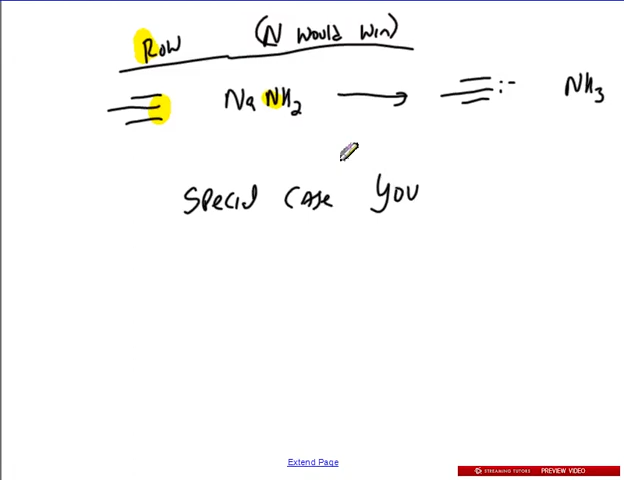 Row (N would win)
NaNH2 → :- NH3
Special Case You
Extend Page
STREAMING TUTORS PREVIEW VIDEO